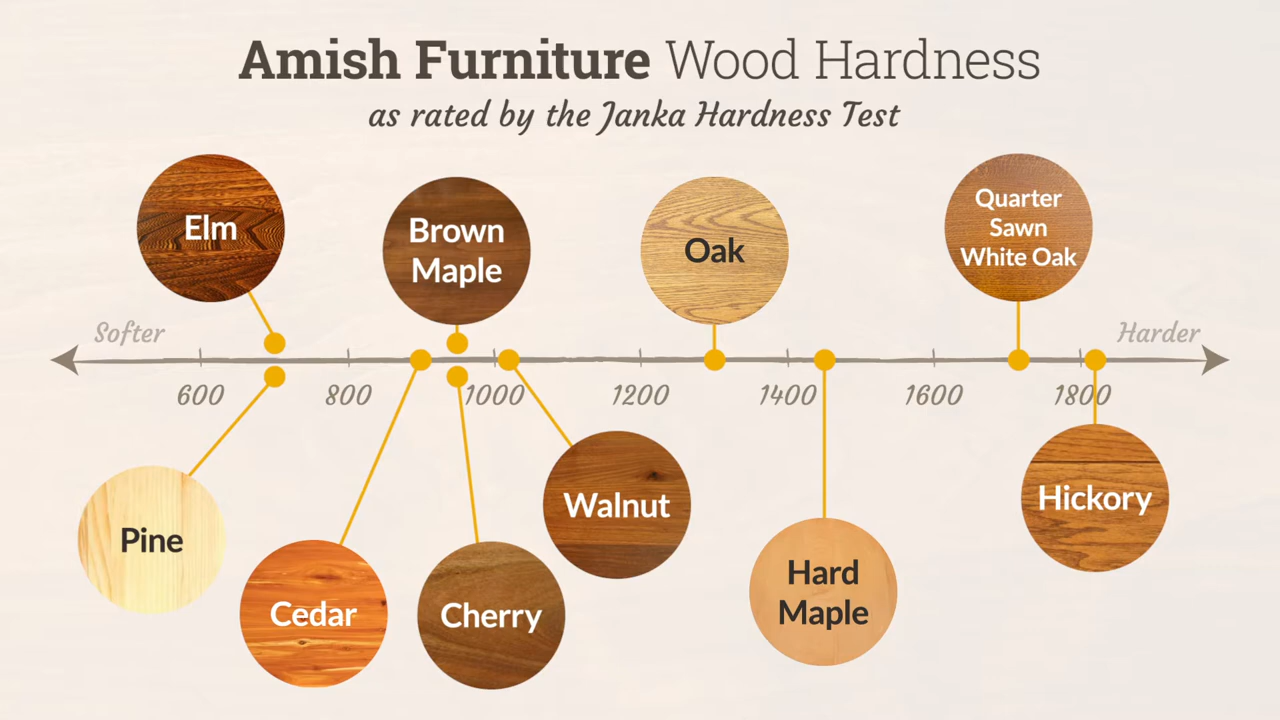 Amish Furniture Wood Hardness
as rated by the Janka Hardness Test
Elm
Brown
Maple
Oak
Quarter
Sawn
White Oak
Softer
Harder
600
800
1000
1200
1400
1600
1800
Pine
Cedar
Cherry
Walnut
Hard
Maple
Hickory